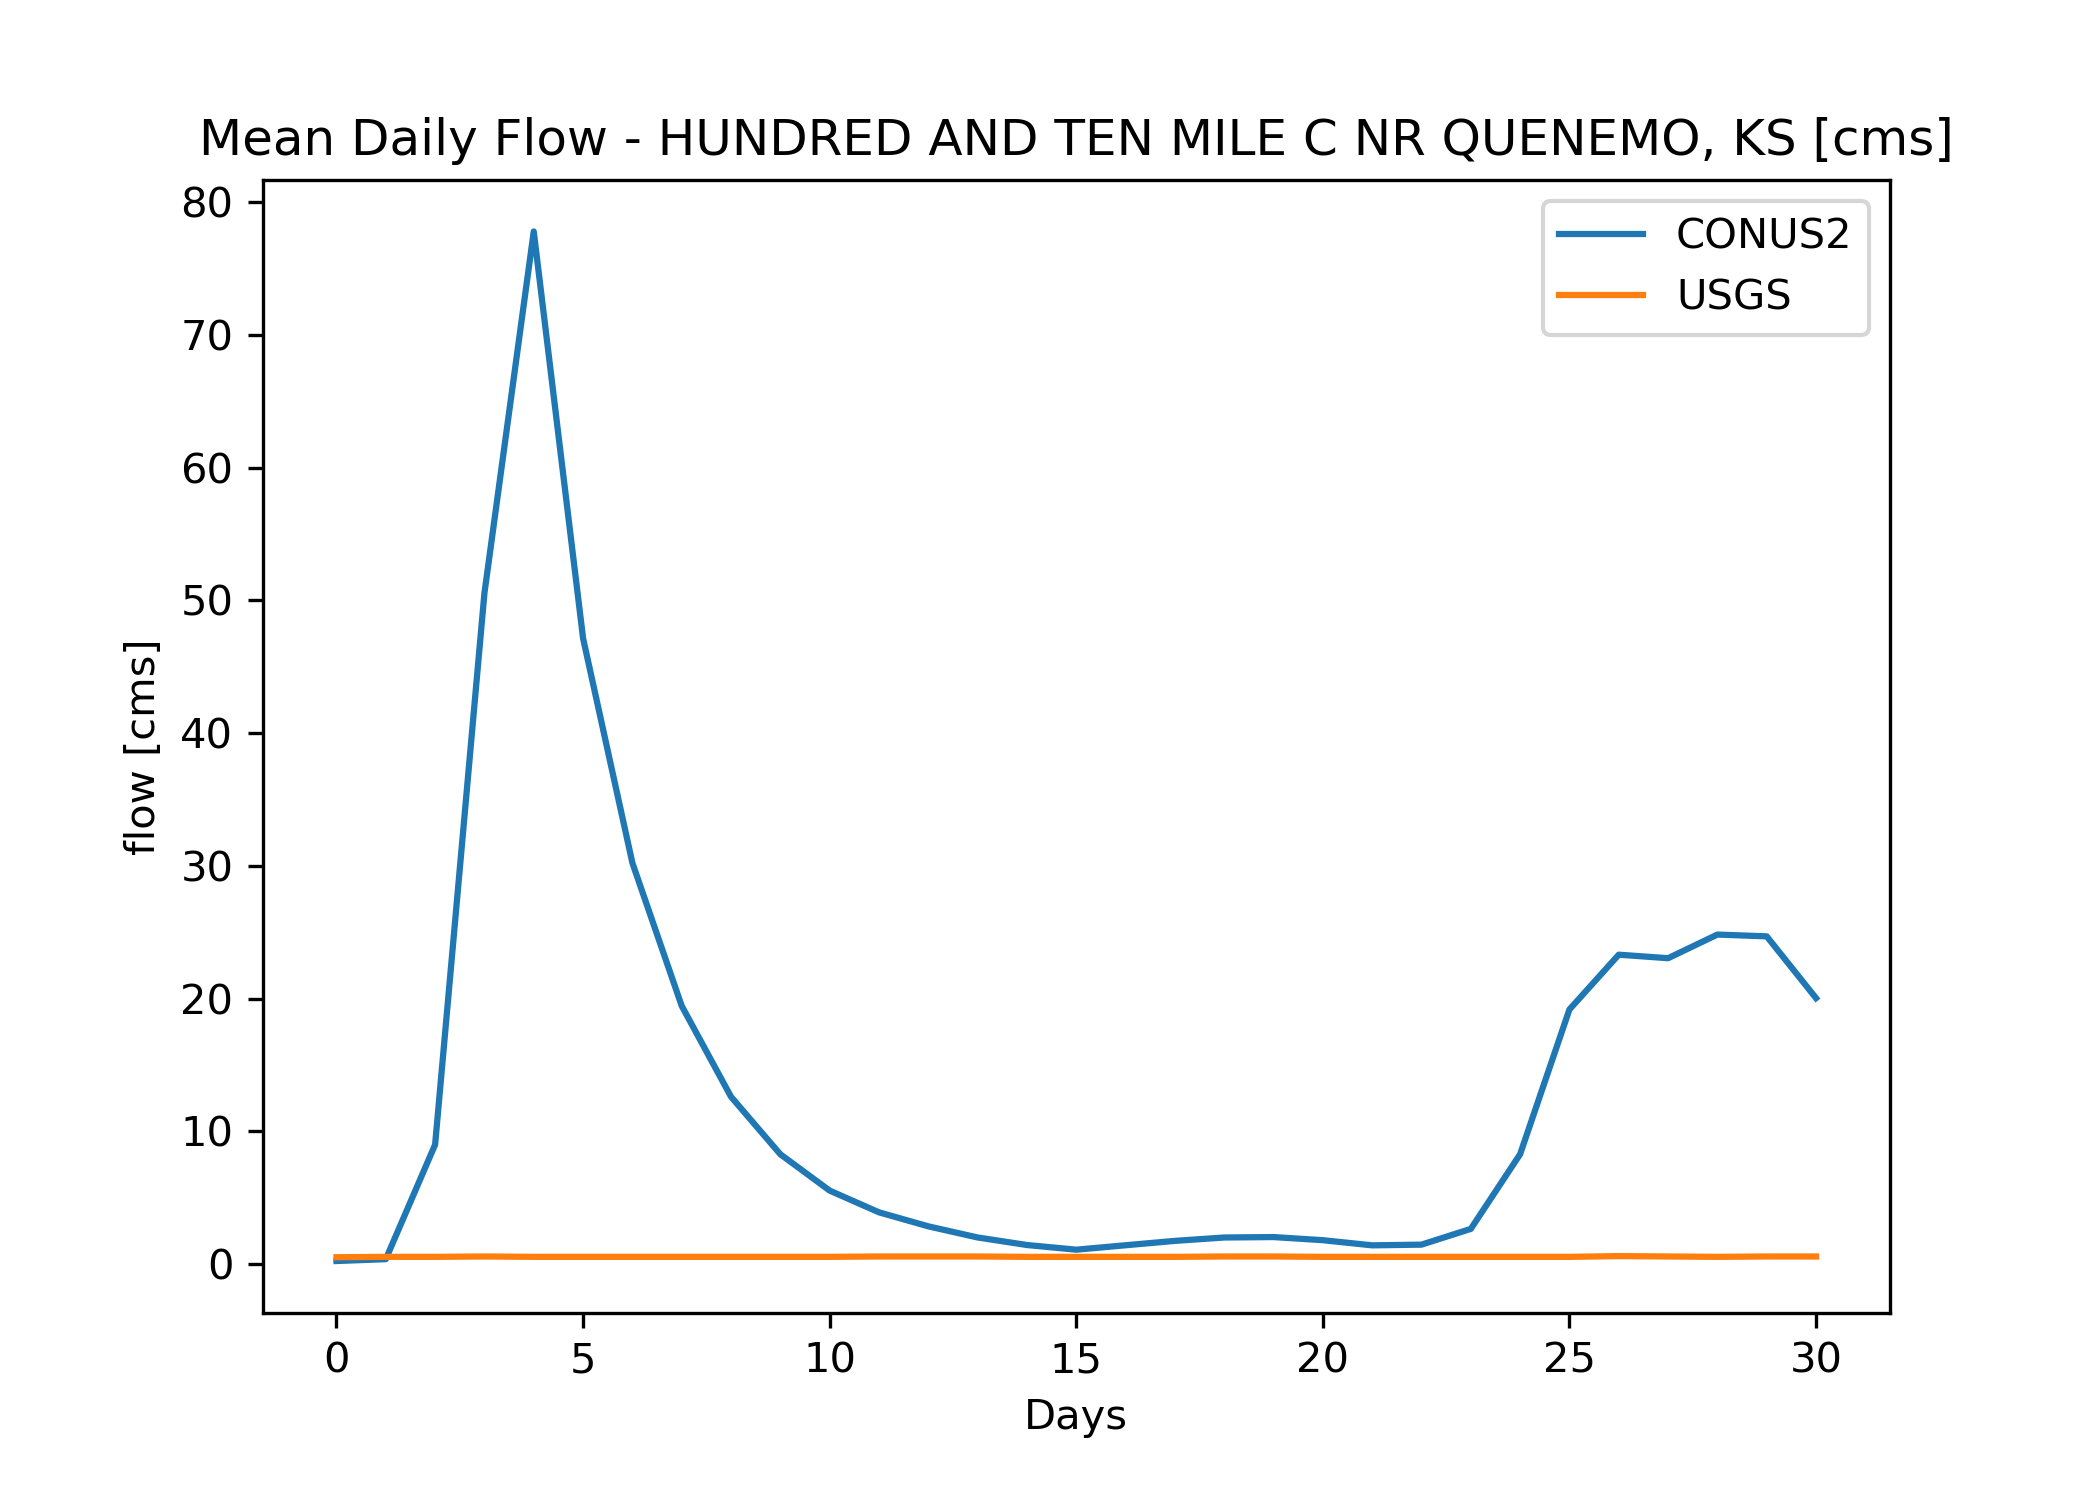 Mean Daily Flow - HUNDRED AND TEN MILE C NR QUENEMO, KS [cms]
CONUS2
USGS
flow [cms]
80
70
60
50
40
30
20
10
0
0 5 10 15 20 25 30
Days